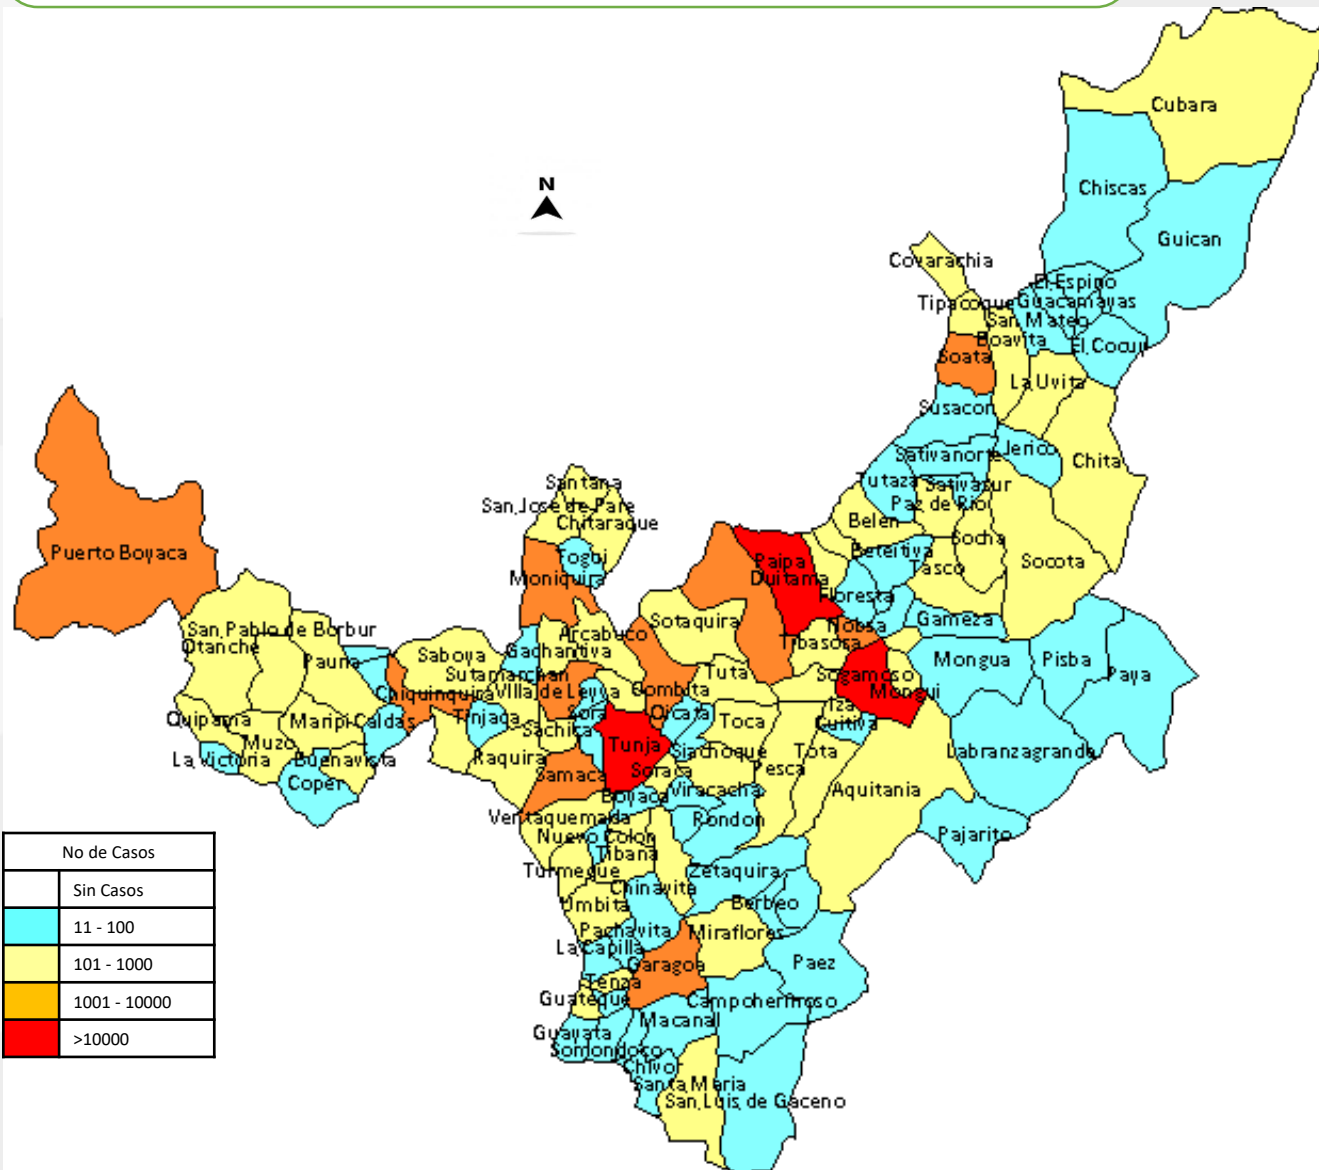 Cubara
Chiscas
N
Guican
Covarachia
El Espino
Tipacoque
Guacamayas
San Mateo
Boavita
El Cocuy
Soata
La Uvita
Susacon
Sativanorte
Jerico
Chita
Tutaza
Sativasur
Santana
Paz de Rio
San Jose de Pare
Chitaraque
Belen
Socha
Puerto Boyaca
Togui
Beteitiva
Paipa
Tasco
Socota
Moniquira
Duitama
Floresta
Sotaquira
Gameza
San Pablo de Borbur
Arcabuco
Nobsa
Otanche
Tibasosa
Saboya
Gachantiva
Pauna
Mongua
Pisba
Paya
Sutamarchan
Tuta
Sogamoso
Chiquinquira
Villa de Leyva
Combita
Mongui
Iza
Quipama
Maripi
Caldas
Tinjaca
Sora
Oicata
Toca
Cuitiva
Sachica
Muzo
Tunja
Siachoque
Tota
Labranzagrande
La Victoria
Buenavista
Raquira
Soraca
Pesca
Samaca
Coper
Viracacha
Aquitania
Boyaca
Ventaquemada
Rondon
Nuevo Colon
Pajarito
Tibana
No de Casos
Turmeque
Zetaquira
Sin Casos
Chinavita
Umbita
Berbeo
11 - 100
Pachavita
Miraflores
La Capilla
101 - 1000
Garagoa
Paez
Tenza
1001 - 10000
Guateque
Campohermoso
Macanal
>10000
Guayata
Somondoco
Chivor
Santa Maria
San Luis de Gaceno